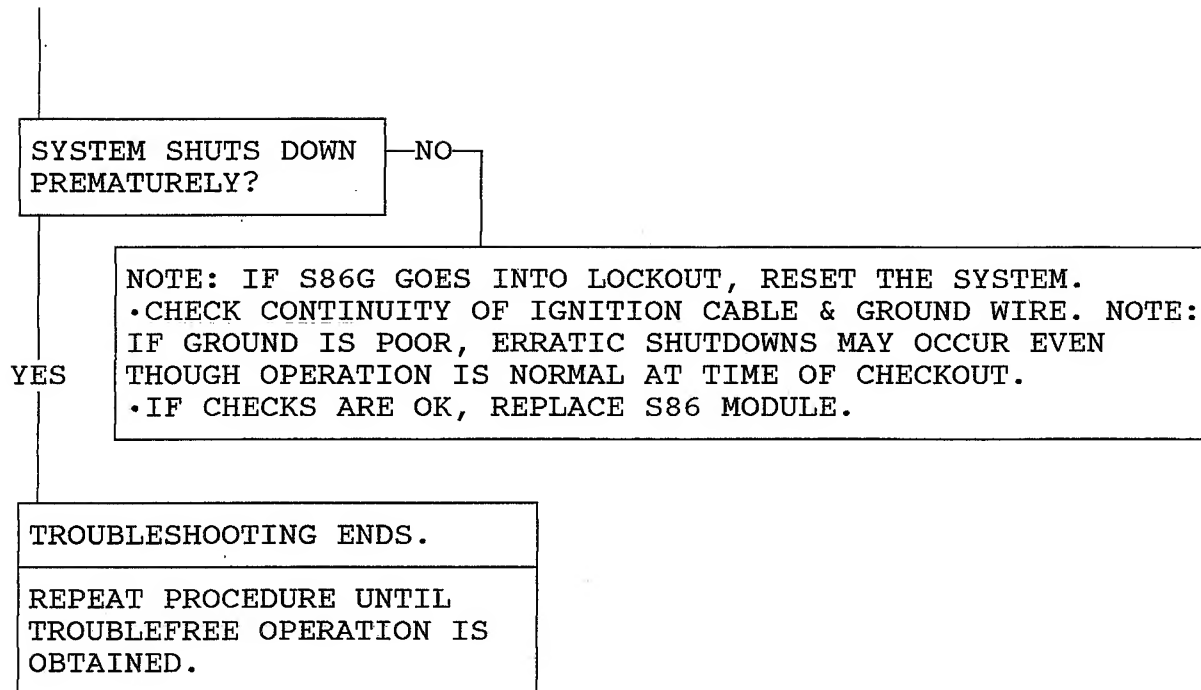 SYSTEM SHUTS DOWN
PREMATURELY?
NO
NOTE: IF S86G GOES INTO LOCKOUT, RESET THE SYSTEM.
•CHECK CONTINUITY OF IGNITION CABLE & GROUND WIRE. NOTE:
IF GROUND IS POOR, ERRATIC SHUTDOWNS MAY OCCUR EVEN
THOUGH OPERATION IS NORMAL AT TIME OF CHECKOUT.
•IF CHECKS ARE OK, REPLACE S86 MODULE.
YES
TROUBLESHOOTING ENDS.
REPEAT PROCEDURE UNTIL
TROUBLEFREE OPERATION IS
OBTAINED.